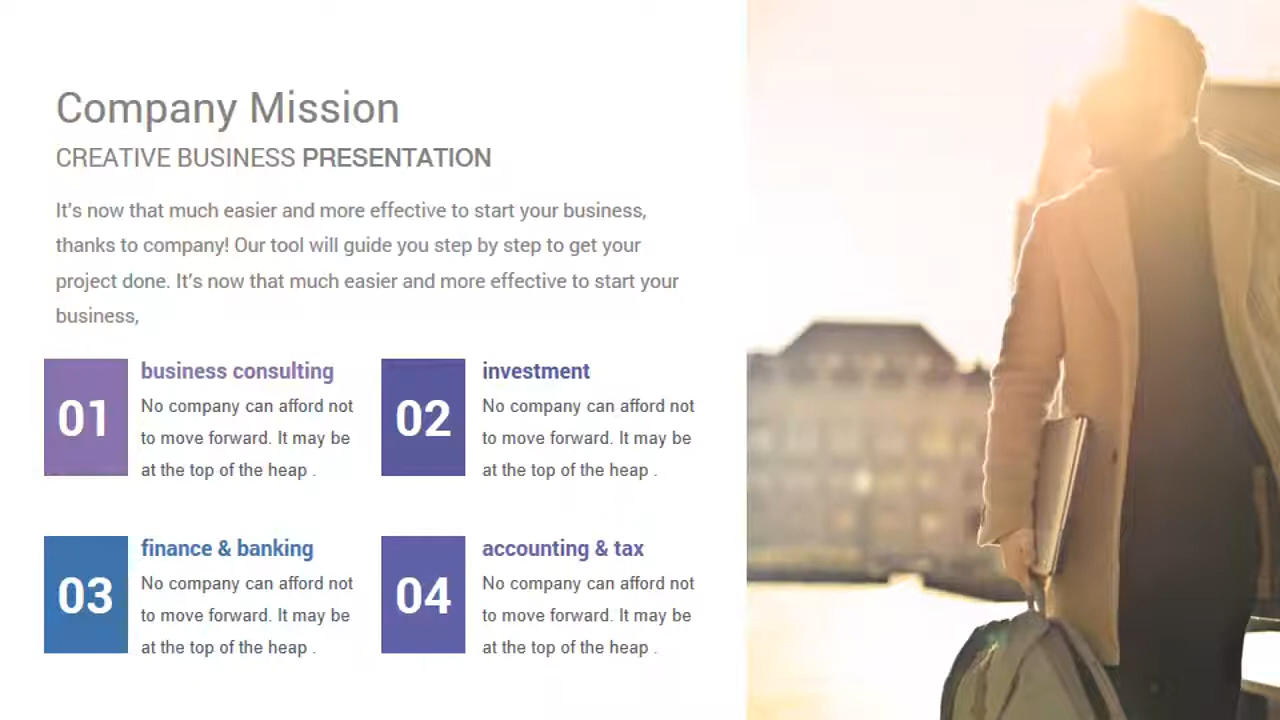 Company Mission
CREATIVE BUSINESS PRESENTATION
It's now that much easier and more effective to start your business,
thanks to company! Our tool will guide you step by step to get your
project done. It's now that much easier and more effective to start your
business,
01
business consulting
No company can afford not
to move forward. It may be
at the top of the heap .
02
investment
No company can afford not
to move forward. It may be
at the top of the heap .
03
finance & banking
No company can afford not
to move forward. It may be
at the top of the heap .
04
accounting & tax
No company can afford not
to move forward. It may be
at the top of the heap .